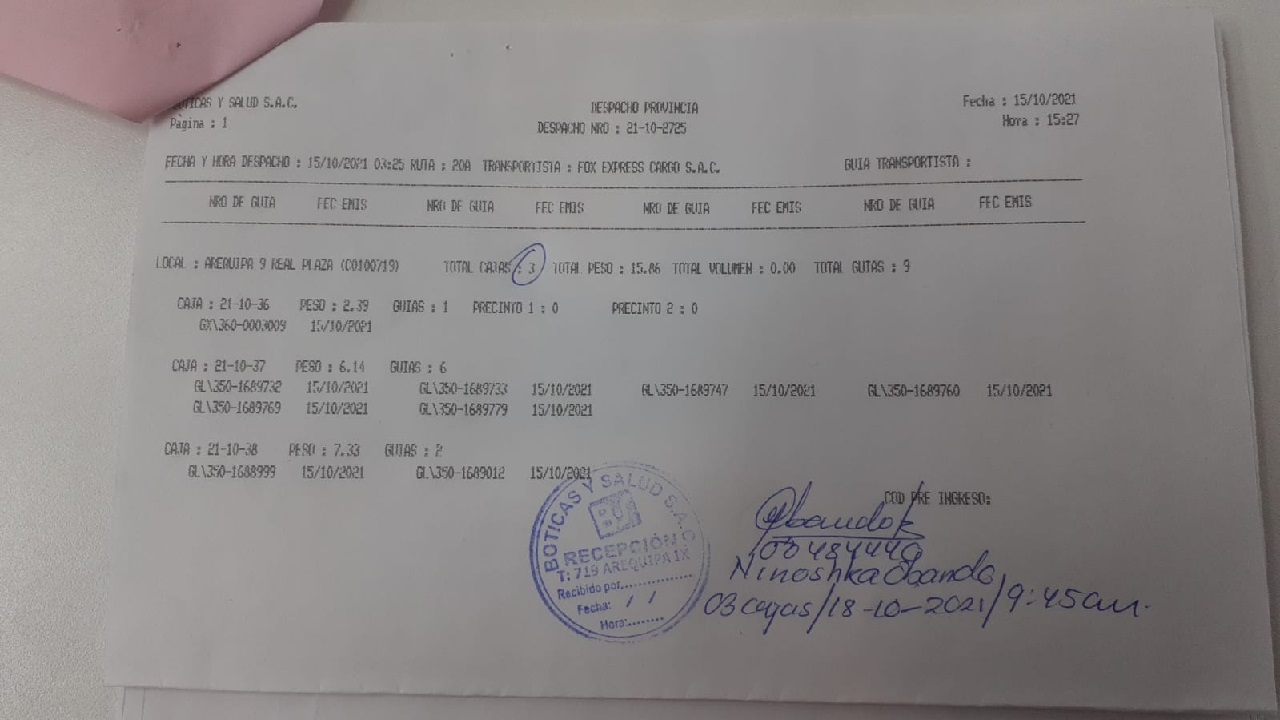 BOTICAS Y SALUD S.A.C. DESPACHO PROVINCIA Fecha : 15/10/2021
Pagina : 1 DESPACHO NRO : 21-10-2725 Hora : 15:27
FECHA Y HORA DESPACHO : 15/10/2021 03:25 RUTA : 20A TRANSPORTISTA : FOX EXPRESS CARGO S.A.C. GUIA TRANSPORTISTA :
NRO DE GUIA FEC EMIS NRO DE GUIA FEC EMIS NRO DE GUIA FEC EMIS NRO DE GUIA FEC EMIS
LOCAL : AREQUIPA 9 REAL PLAZA (C0100719) TOTAL CAJAS : 3 TOTAL PESO : 15.86 TOTAL VOLUMEN : 0.00 TOTAL GUIAS : 9
CAJA : 21-10-36 PESO : 2.39 GUIAS : 1 PRECINTO 1 : 0 PRECINTO 2 : 0
GX\360-0003009 15/10/2021
CAJA : 21-10-37 PESO : 6.14 GUIAS : 6
GL\350-1689732 15/10/2021 GL\350-1689733 15/10/2021 GL\350-1689747 15/10/2021 GL\350-1689760 15/10/2021
GL\350-1689769 15/10/2021 GL\350-1689779 15/10/2021
CAJA : 21-10-38 PESO : 7.33 GUIAS : 2
GL\350-1688999 15/10/2021 GL\350-1689012 15/10/2021
COD PRE INGRESO:
BOTICAS Y SALUD S.A.C
RECEPCIÓN
T: 719 AREQUIPA IX
Recibido por
Fecha: / /
Hora:
Ninoshka Obando
03 cajas/18-10-2021/9:45am.